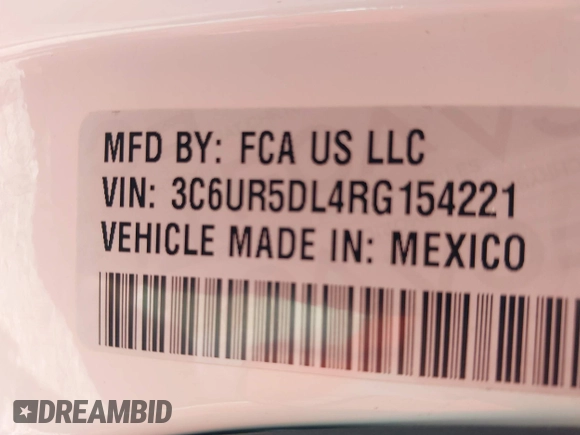 MFD BY: FCA US LLC
VIN: 3C6UR5DL4RG154221
VEHICLE MADE IN: MEXICO
DREAMBID